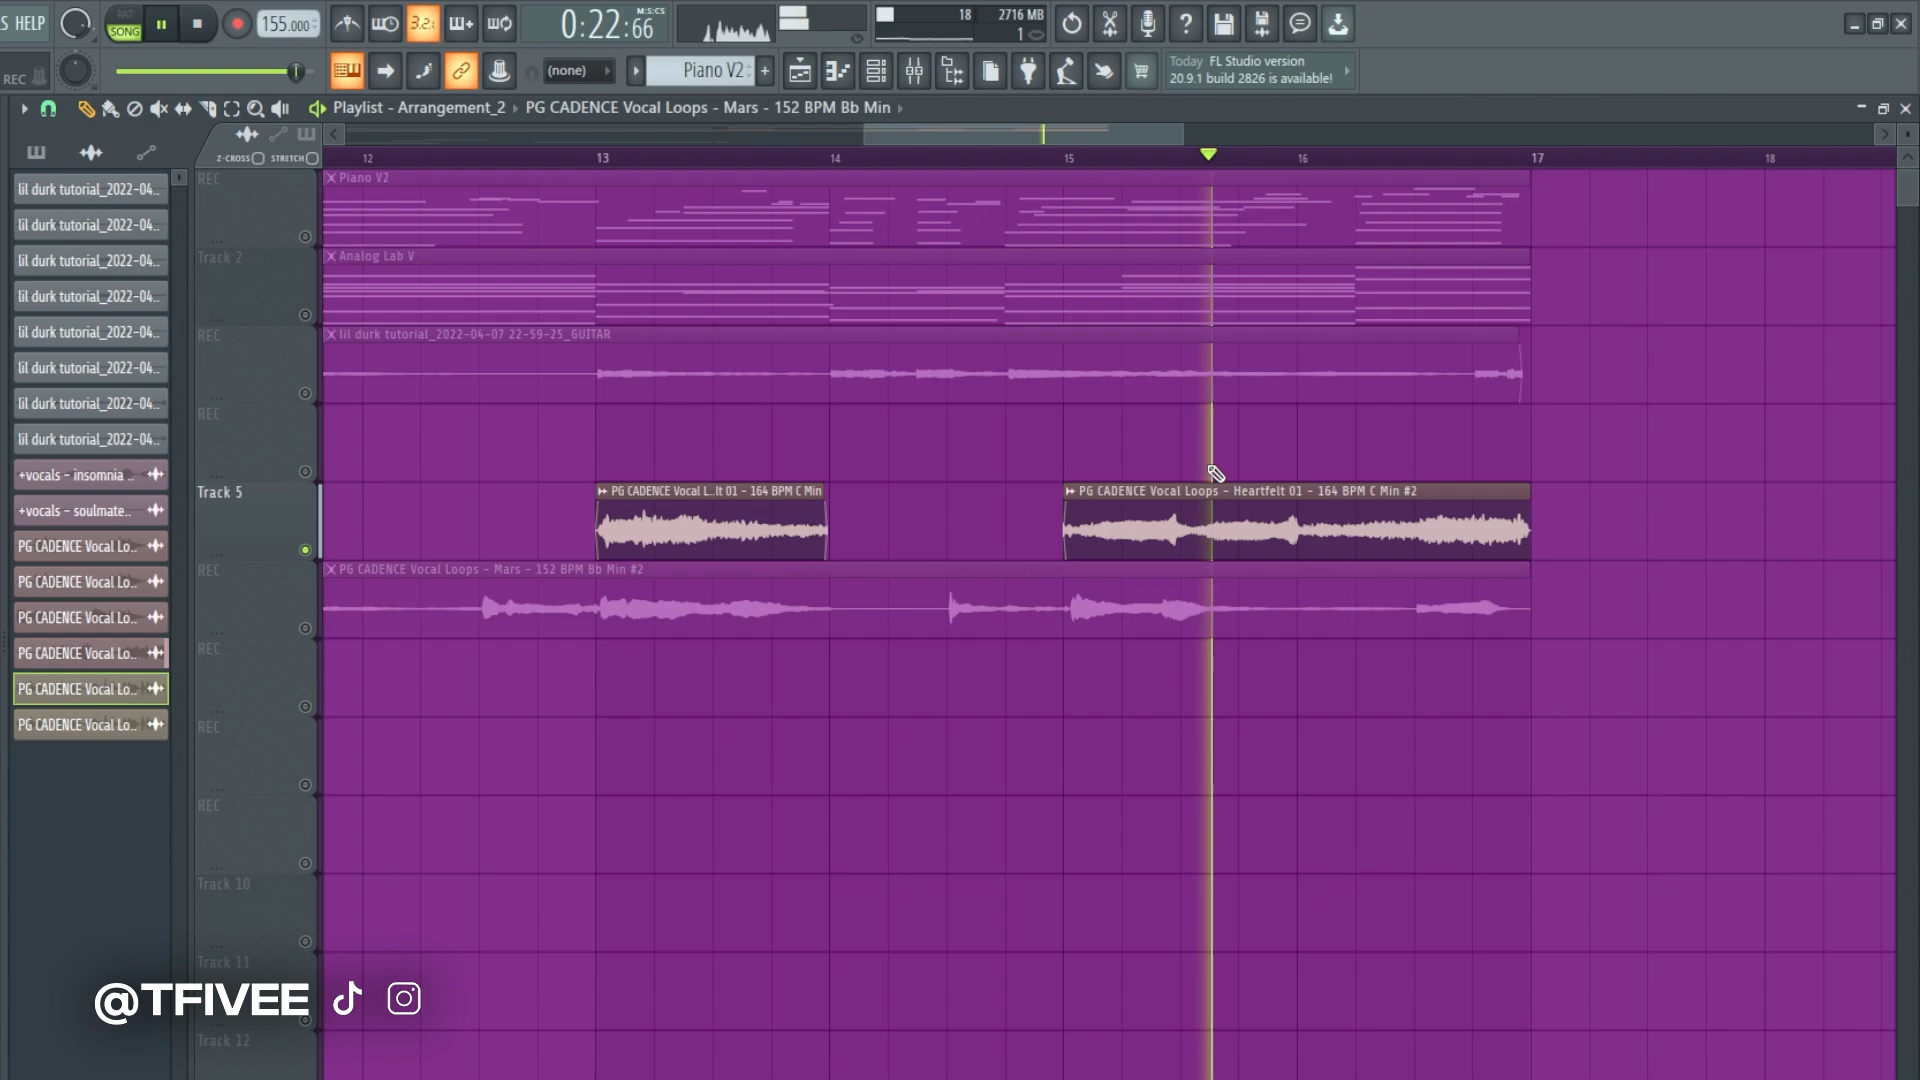 S HELP
PAT
SONG
155.000
3.2.
0:22:66
M:S:CS
18
2716 MB
1
REC
(none)
Piano V2
Today FL Studio version
20.9.1 build 2826 is available!
Playlist - Arrangement_2 › PG CADENCE Vocal Loops - Mars - 152 BPM Bb Min
Z-CROSS
STRETCH
12
13
14
15
16
17
18
lil durk tutorial_2022-04..
lil durk tutorial_2022-04..
lil durk tutorial_2022-04..
lil durk tutorial_2022-04..
lil durk tutorial_2022-04..
lil durk tutorial_2022-04..
lil durk tutorial_2022-04..
lil durk tutorial_2022-04..
+vocals - insomnia ..
+vocals - soulmate..
PG CADENCE Vocal Lo..
PG CADENCE Vocal Lo..
PG CADENCE Vocal Lo..
PG CADENCE Vocal Lo..
PG CADENCE Vocal Lo..
PG CADENCE Vocal Lo..
REC
Piano V2
Track 2
Analog Lab V
REC
lil durk tutorial_2022-04-07 22-59-25_GUITAR
REC
Track 5
PG CADENCE Vocal L..lt 01 - 164 BPM C Min
PG CADENCE Vocal Loops - Heartfelt 01 - 164 BPM C Min #2
REC
PG CADENCE Vocal Loops - Mars - 152 BPM Bb Min #2
REC
REC
REC
Track 10
Track 11
@TFIVEE
Track 12